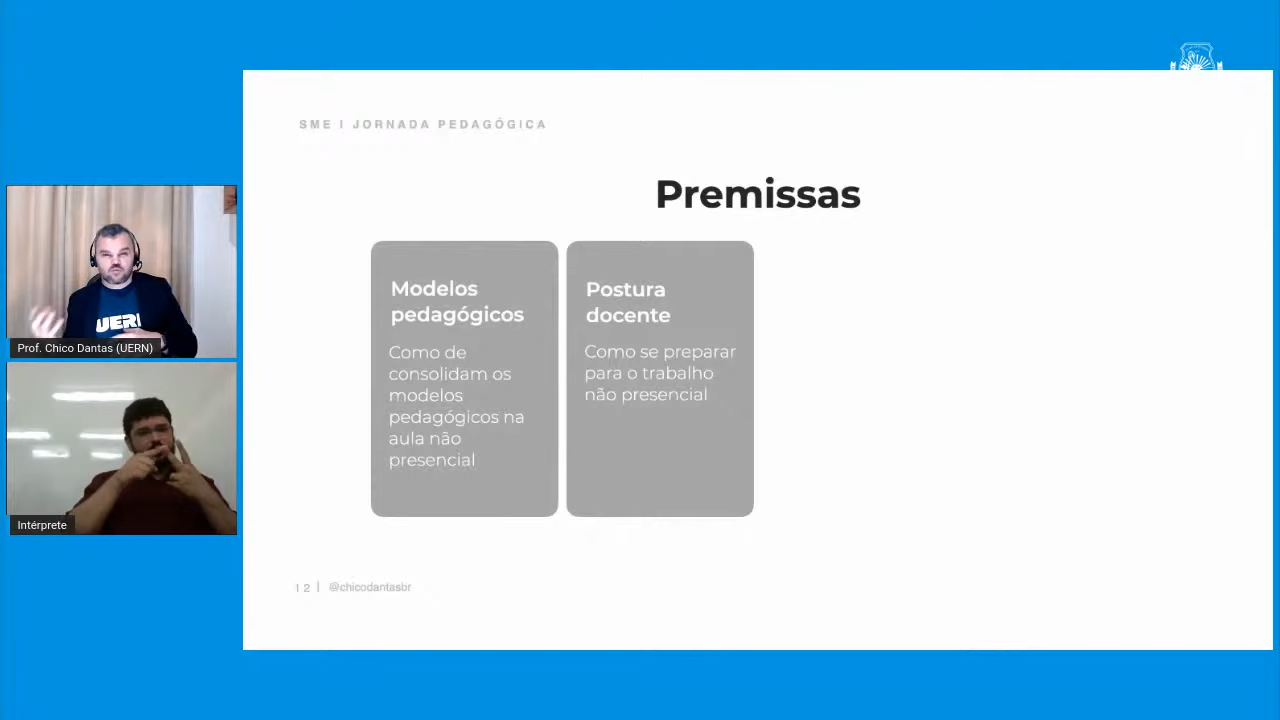 SME | JORNADA PEDAGÓGICA
Premissas
Modelos
pedagógicos
Como de
consolidam os
modelos
pedagógicos na
aula não
presencial
Postura
docente
Como se preparar
para o trabalho
não presencial
12 | @chicodantasbr
UERN
Prof. Chico Dantas (UERN)
Intérprete